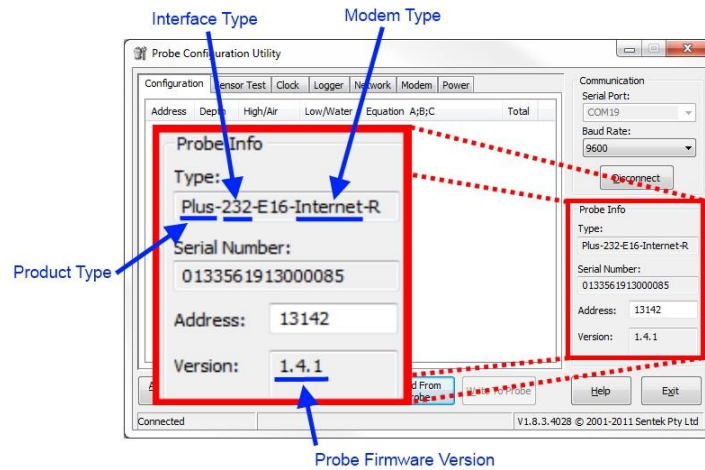 Interface Type
Modem Type
Probe Configuration Utility
Configuration Sensor Test Clock Logger Network Modem Power
Address Depth High/Air Low/Water Equation A;B;C Total
Probe Info
Type:
Plus-232-E16-Internet-R
Serial Number:
0133561913000085
Address: 13142
Version: 1.4.1
Product Type
Probe Firmware Version
Communication
Serial Port:
COM19
Baud Rate:
9600
Disconnect
Probe Info
Type:
Plus-232-E16-Internet-R
Serial Number:
0133561913000085
Address: 13142
Version: 1.4.1
From
Write To Probe
Help
Exit
Connected
V1.8.3.4028 © 2001-2011 Sentek Pty Ltd